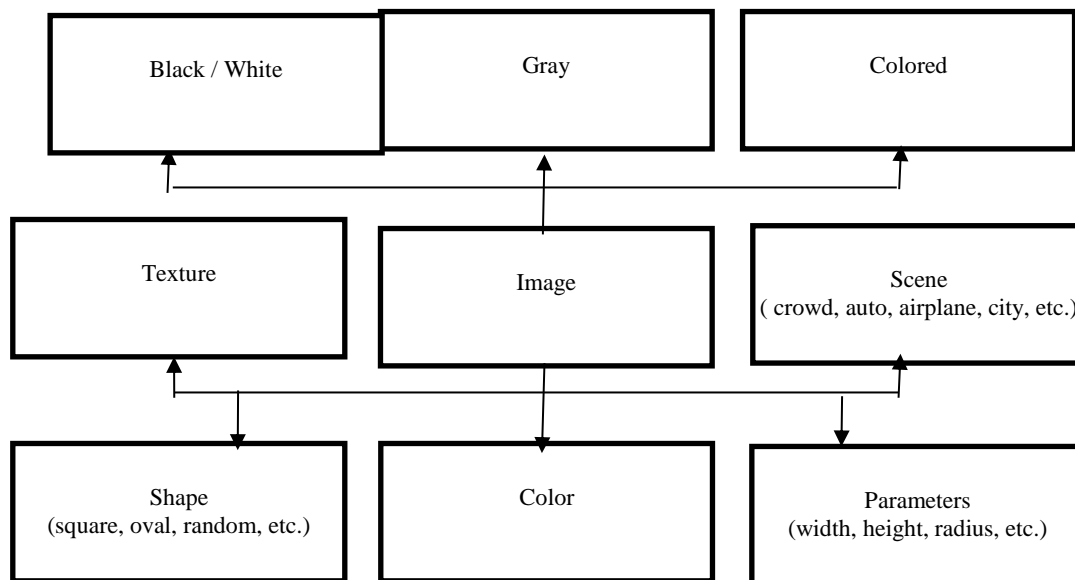 Black / White
Gray
Colored
Texture
Image
Scene
( crowd, auto, airplane, city, etc.)
Shape
(square, oval, random, etc.)
Color
Parameters
(width, height, radius, etc.)